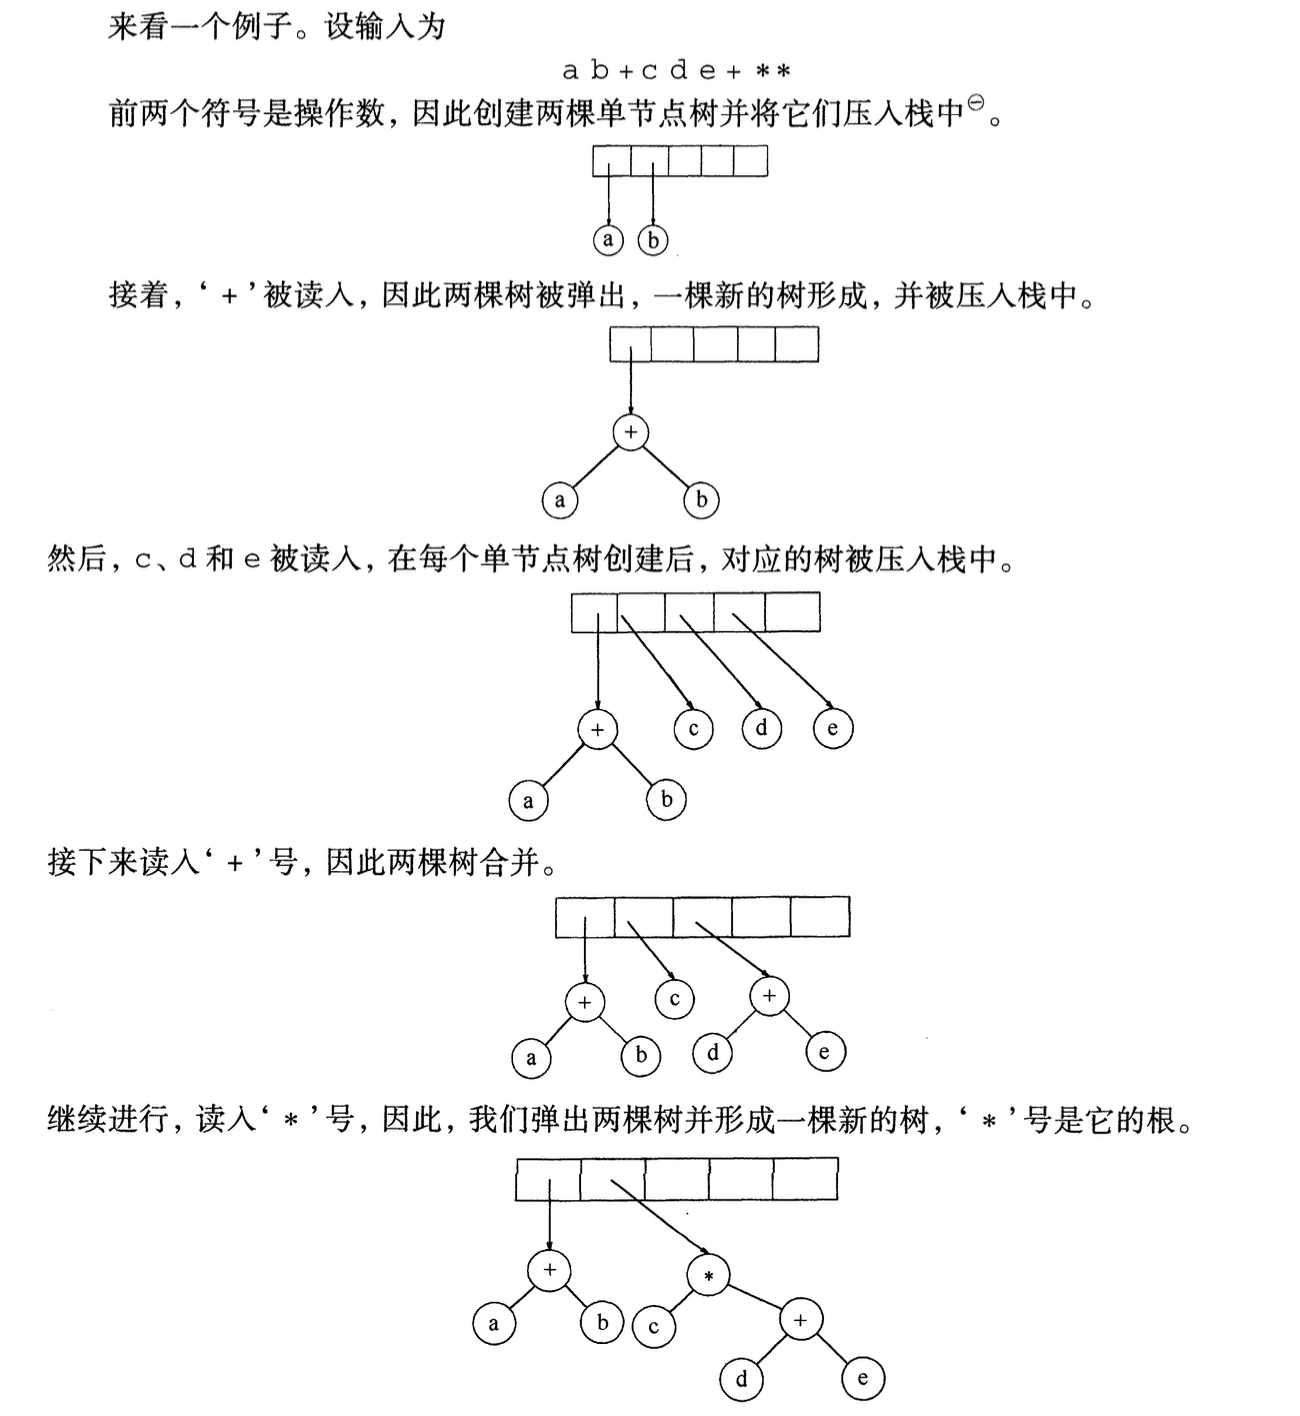 来看一个例子。设输入为
a b + c d e + * *
前两个符号是操作数，因此创建两棵单节点树并将它们压入栈中⊖。
a b
接着，‘+’被读入，因此两棵树被弹出，一棵新的树形成，并被压入栈中。
+
a b
然后，c、d 和 e 被读入，在每个单节点树创建后，对应的树被压入栈中。
+ c d e
a b
接下来读入‘+’号，因此两棵树合并。
+ c +
a b d e
继续进行，读入‘*’号，因此，我们弹出两棵树并形成一棵新的树，‘*’号是它的根。
+ *
a b c +
d e